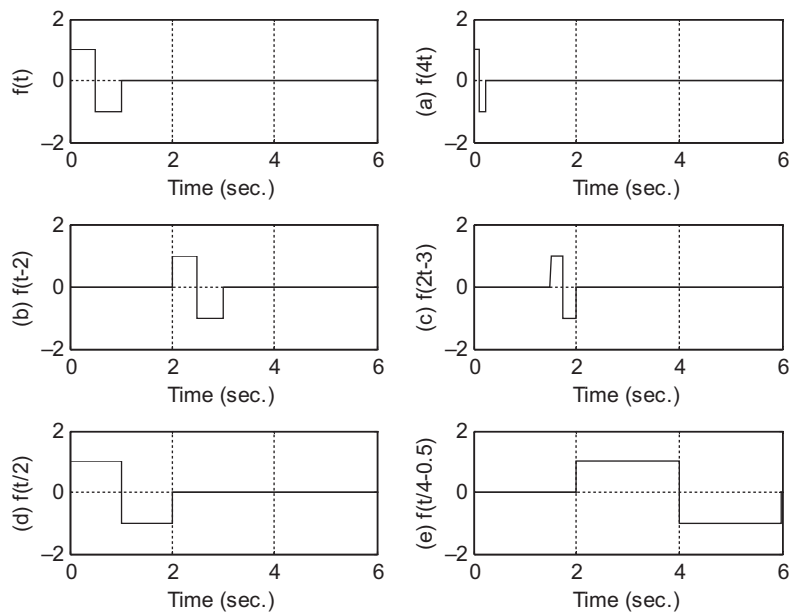 2
0
−2
f(t)
0 2 4 6
Time (sec.)
2
0
−2
(a) f(4t)
0 2 4 6
Time (sec.)
2
0
−2
(b) f(t-2)
0 2 4 6
Time (sec.)
2
0
−2
(c) f(2t-3)
0 2 4 6
Time (sec.)
2
0
−2
(d) f(t/2)
0 2 4 6
Time (sec.)
2
0
−2
(e) f(t/4-0.5)
0 2 4 6
Time (sec.)